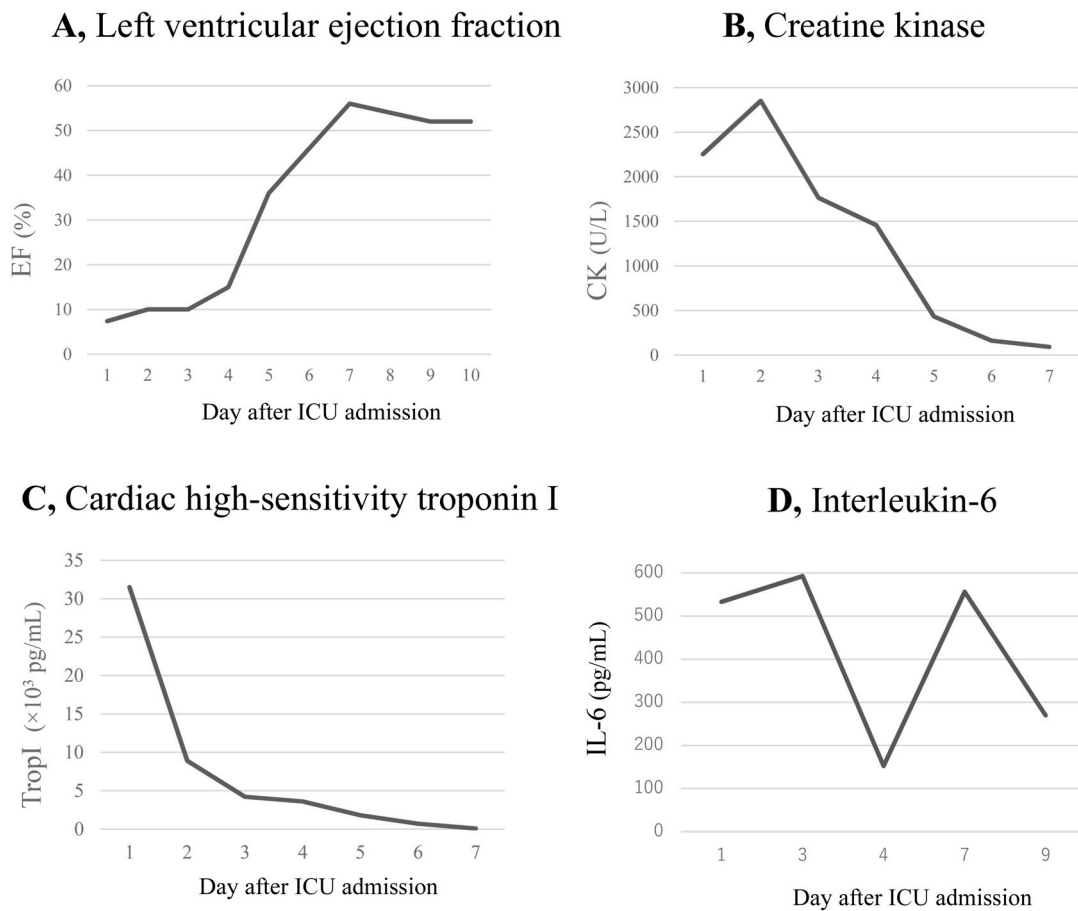 A, Left ventricular ejection fraction
60
50
40
30
20
10
0
EF (%)
1 2 3 4 5 6 7 8 9 10
Day after ICU admission
B, Creatine kinase
3000
2500
2000
1500
1000
500
0
CK (U/L)
1 2 3 4 5 6 7
Day after ICU admission
C, Cardiac high-sensitivity troponin I
35
30
25
20
15
10
5
0
TropI (×10³ pg/mL)
1 2 3 4 5 6 7
Day after ICU admission
D, Interleukin-6
600
500
400
300
200
100
0
IL-6 (pg/mL)
1 3 4 7 9
Day after ICU admission